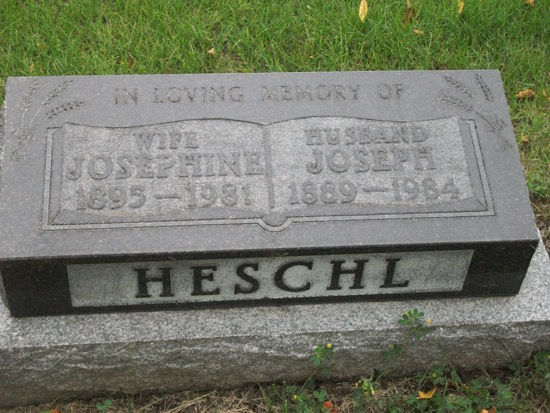 IN LOVING MEMORY OF
WIFE
JOSEPHINE
1895—1981
HUSBAND
JOSEPH
1889—1984
HESCHL